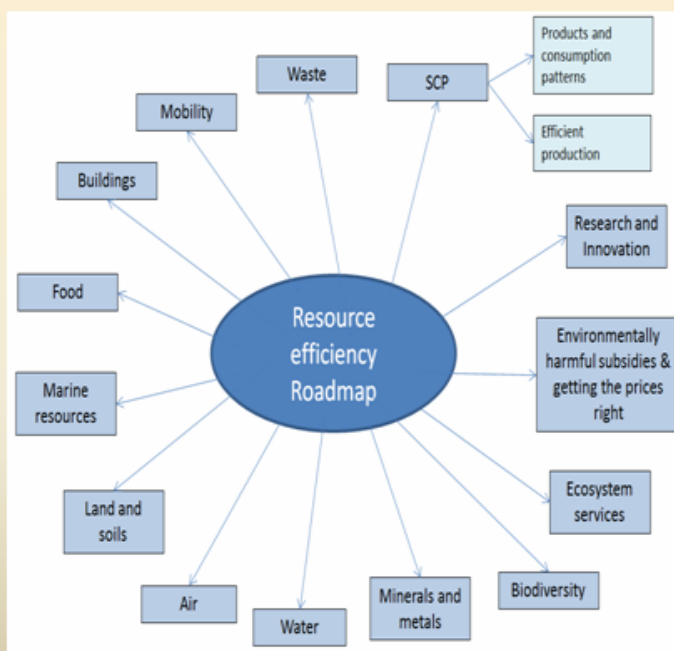 Resource
efficiency
Roadmap
Waste
SCP
Products and
consumption
patterns
Efficient
production
Research and
Innovation
Environmentally
harmful subsidies &
getting the prices
right
Ecosystem
services
Biodiversity
Minerals and
metals
Water
Air
Land and
soils
Marine
resources
Food
Buildings
Mobility